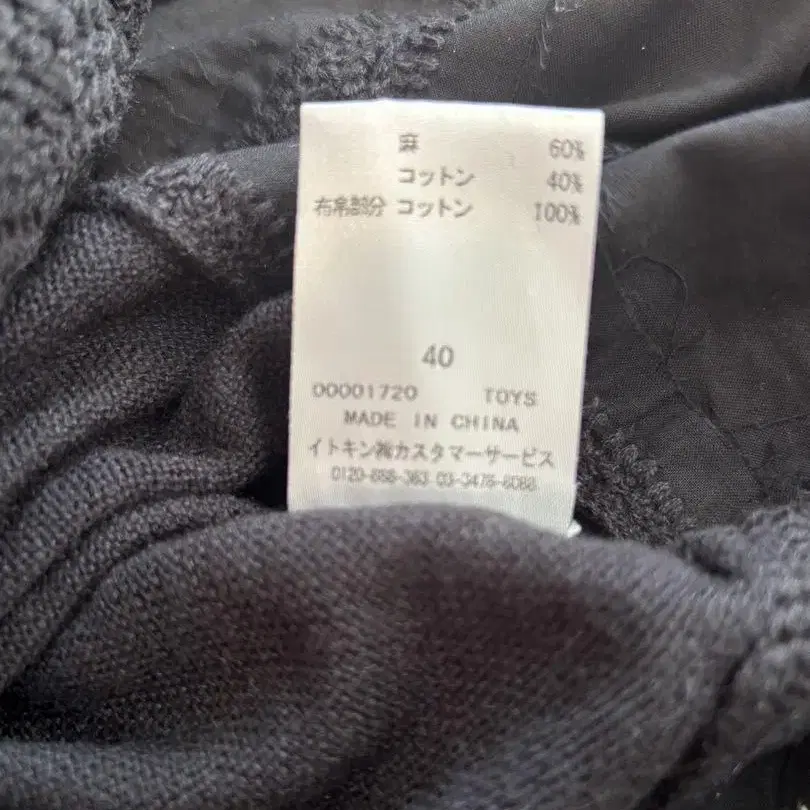 麻 60%
コットン 40%
布帛部分 コットン 100%
40
00001720 TOYS
MADE IN CHINA
イトキン㈱カスタマーサービス
0120-888-363 03-3478-8088